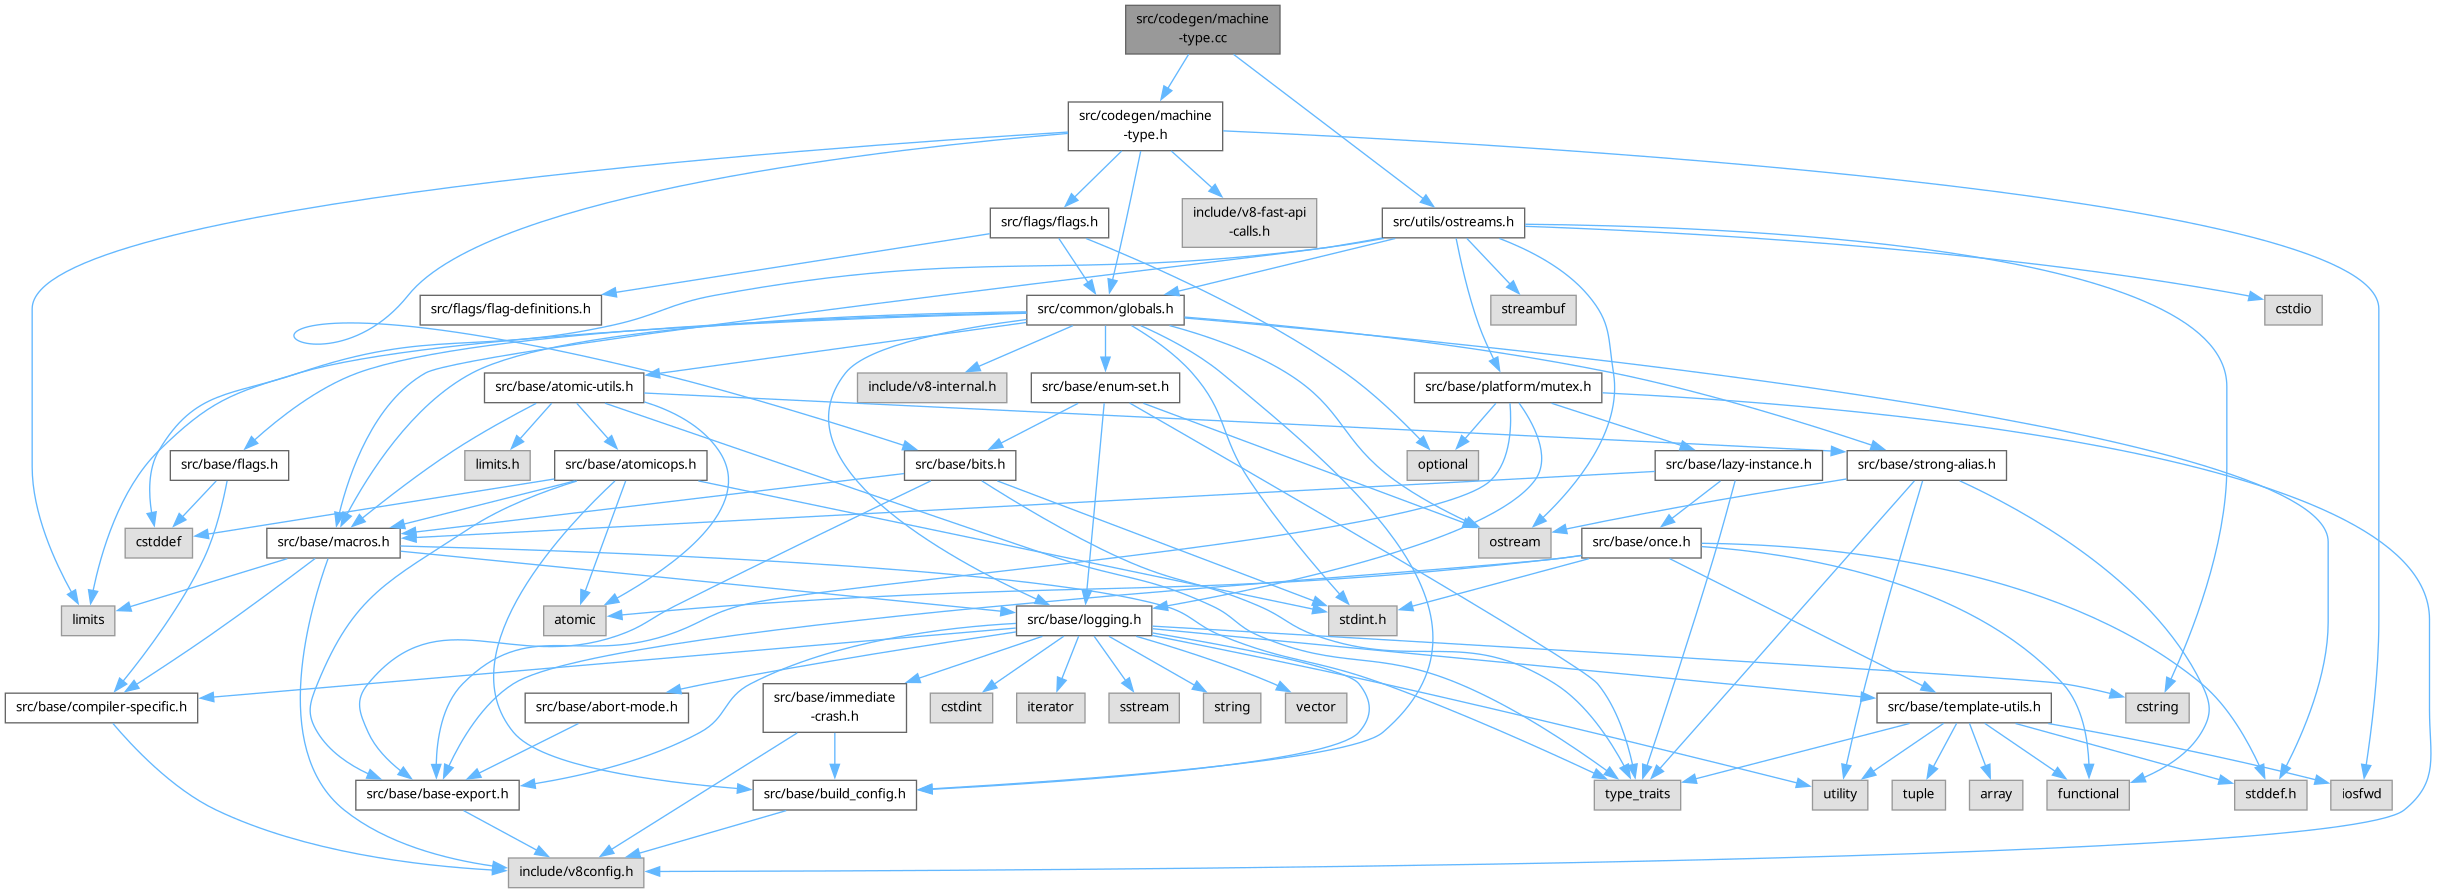 src/codegen/machine
-type.cc
src/codegen/machine
-type.h
src/flags/flags.h
include/v8-fast-api
-calls.h
src/utils/ostreams.h
src/flags/flag-definitions.h
src/common/globals.h
streambuf
cstdio
src/base/atomic-utils.h
include/v8-internal.h
src/base/enum-set.h
src/base/platform/mutex.h
src/base/flags.h
limits.h
src/base/atomicops.h
src/base/bits.h
optional
src/base/lazy-instance.h
src/base/strong-alias.h
cstddef
src/base/macros.h
ostream
src/base/once.h
limits
atomic
src/base/logging.h
stdint.h
src/base/compiler-specific.h
src/base/abort-mode.h
src/base/immediate
-crash.h
cstdint
iterator
sstream
string
vector
src/base/template-utils.h
cstring
src/base/base-export.h
src/base/build_config.h
type_traits
utility
tuple
array
functional
stddef.h
iosfwd
include/v8config.h